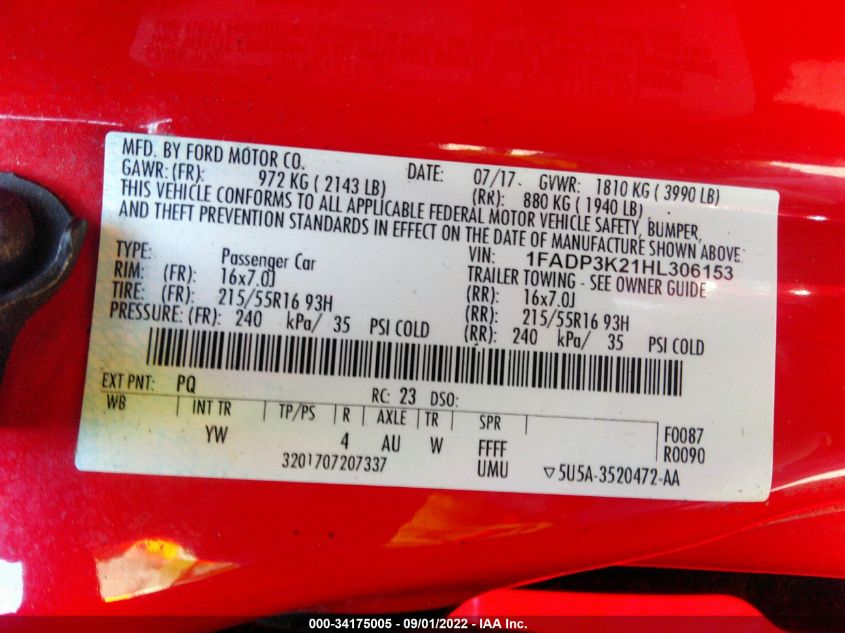 MFD. BY FORD MOTOR CO.
DATE: 07/17 GVWR: 1810 KG ( 3990 LB)
GAWR:(FR): 972 KG ( 2143 LB) (RR): 880 KG ( 1940 LB)
THIS VEHICLE CONFORMS TO ALL APPLICABLE FEDERAL MOTOR VEHICLE SAFETY, BUMPER,
AND THEFT PREVENTION STANDARDS IN EFFECT ON THE DATE OF MANUFACTURE SHOWN ABOVE.
VIN: 1FADP3K21HL306153
TYPE: Passenger Car TRAILER TOWING - SEE OWNER GUIDE
RIM: (FR): 16x7.0J (RR): 16x7.0J
TIRE: (FR): 215/55R16 93H (RR): 215/55R16 93H
PRESSURE: (FR): 240 kPa/ 35 PSI COLD (RR): 240 kPa/ 35 PSI COLD
EXT PNT: PQ RC: 23 DSO:
WB INT TR TP/PS R AXLE TR SPR F0087
YW 4 AU W FFFF R0090
3201707207337 UMU ▽5U5A-3520472-AA
000-34175005 - 09/01/2022 - IAA Inc.